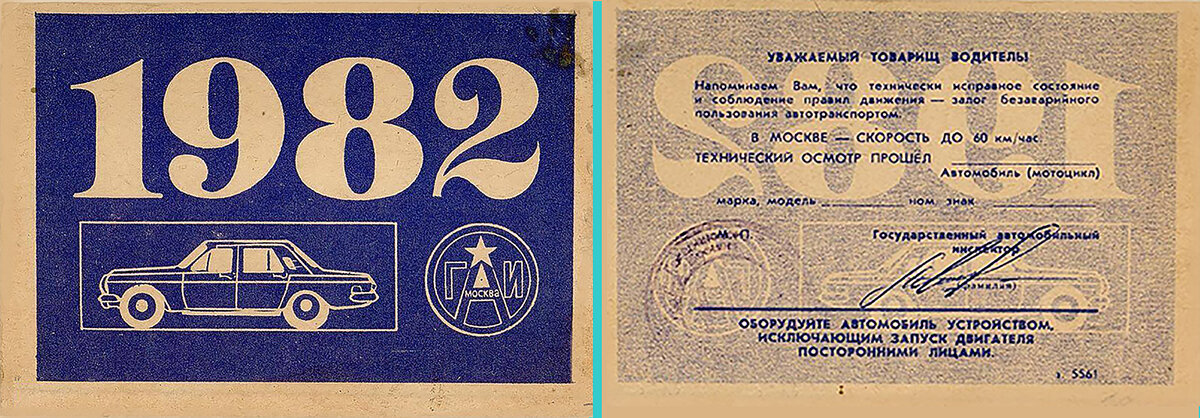 1982
ГАИ
МОСКВА
УВАЖАЕМЫЙ ТОВАРИЩ ВОДИТЕЛЬ!
Напоминаем Вам, что технически исправное состояние
и соблюдение правил движения — залог безаварийного
пользования автотранспортом.
В МОСКВЕ — СКОРОСТЬ ДО 60 км/час.
ТЕХНИЧЕСКИЙ ОСМОТР ПРОШЁЛ
Автомобиль (мотоцикл)
марка, модель ном знак
М. П. Государственный автомобильный
инспектор
(фамилия)
ОБОРУДУЙТЕ АВТОМОБИЛЬ УСТРОЙСТВОМ,
ИСКЛЮЧАЮЩИМ ЗАПУСК ДВИГАТЕЛЯ
ПОСТОРОННИМИ ЛИЦАМИ.
з. 5561